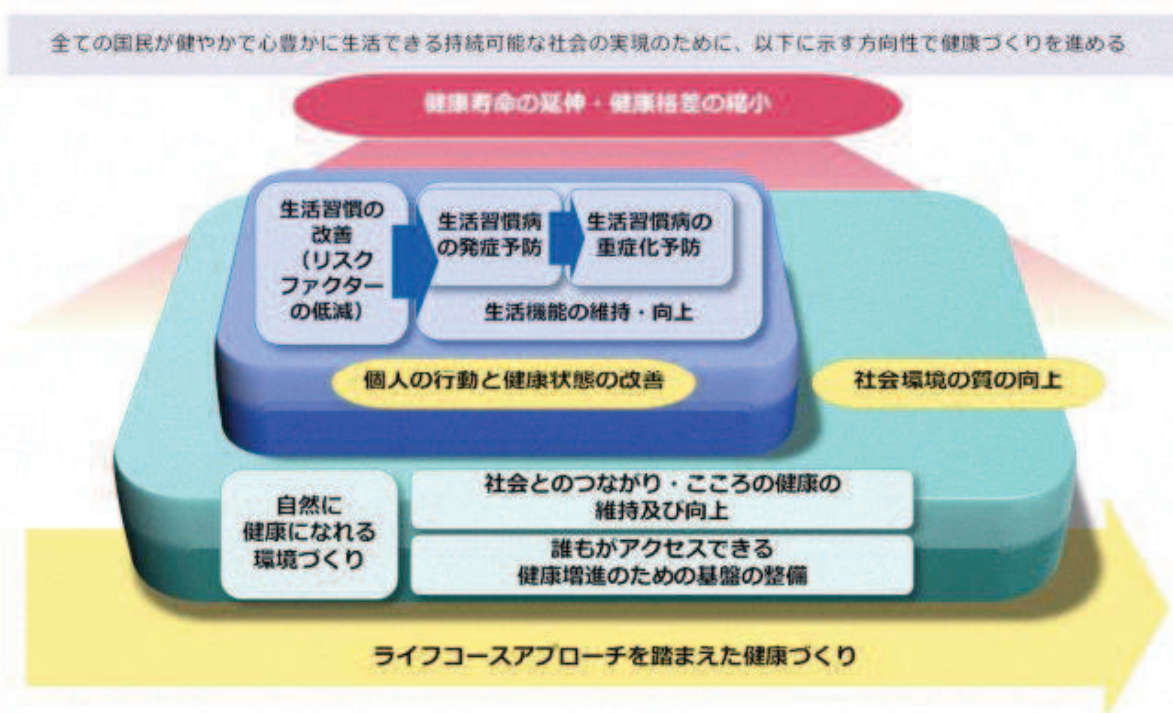 全ての国民が健やかで心豊かに生活できる持続可能な社会の実現のために、以下に示す方向性で健康づくりを進める
健康寿命の延伸・健康格差の縮小
生活習慣の
改善
（リスク
ファクター
の低減）
生活習慣病
の発症予防
生活習慣病の
重症化予防
生活機能の維持・向上
個人の行動と健康状態の改善
社会環境の質の向上
自然に
健康になれる
環境づくり
社会とのつながり・こころの健康の
維持及び向上
誰もがアクセスできる
健康増進のための基盤の整備
ライフコースアプローチを踏まえた健康づくり